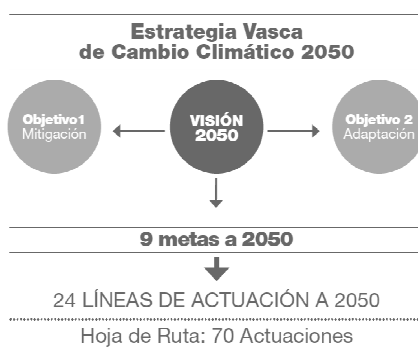 Estrategia Vasca
de Cambio Climático 2050
Objetivo1
Mitigación
VISIÓN
2050
Objetivo 2
Adaptación
9 metas a 2050
24 LÍNEAS DE ACTUACIÓN A 2050
Hoja de Ruta: 70 Actuaciones